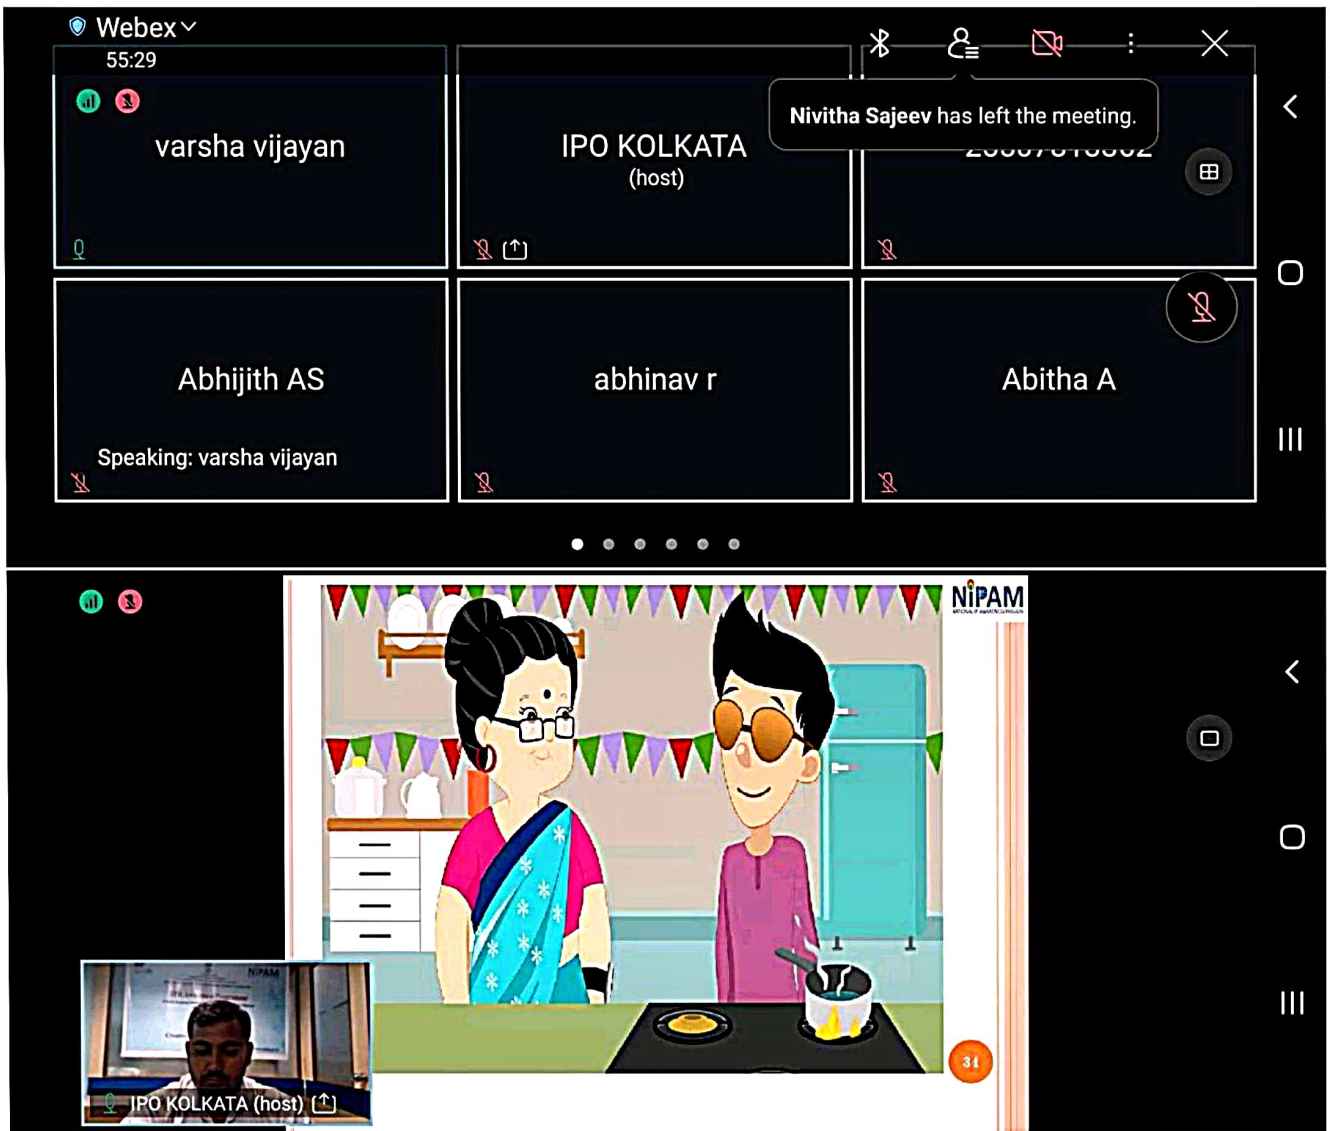 Webex
55:29
varsha vijayan
IPO KOLKATA
(host)
Nivitha Sajeev has left the meeting.
Abhijith AS
abhinav r
Abitha A
Speaking: varsha vijayan
NiPAM
NiPAM
34
IPO KOLKATA (host)